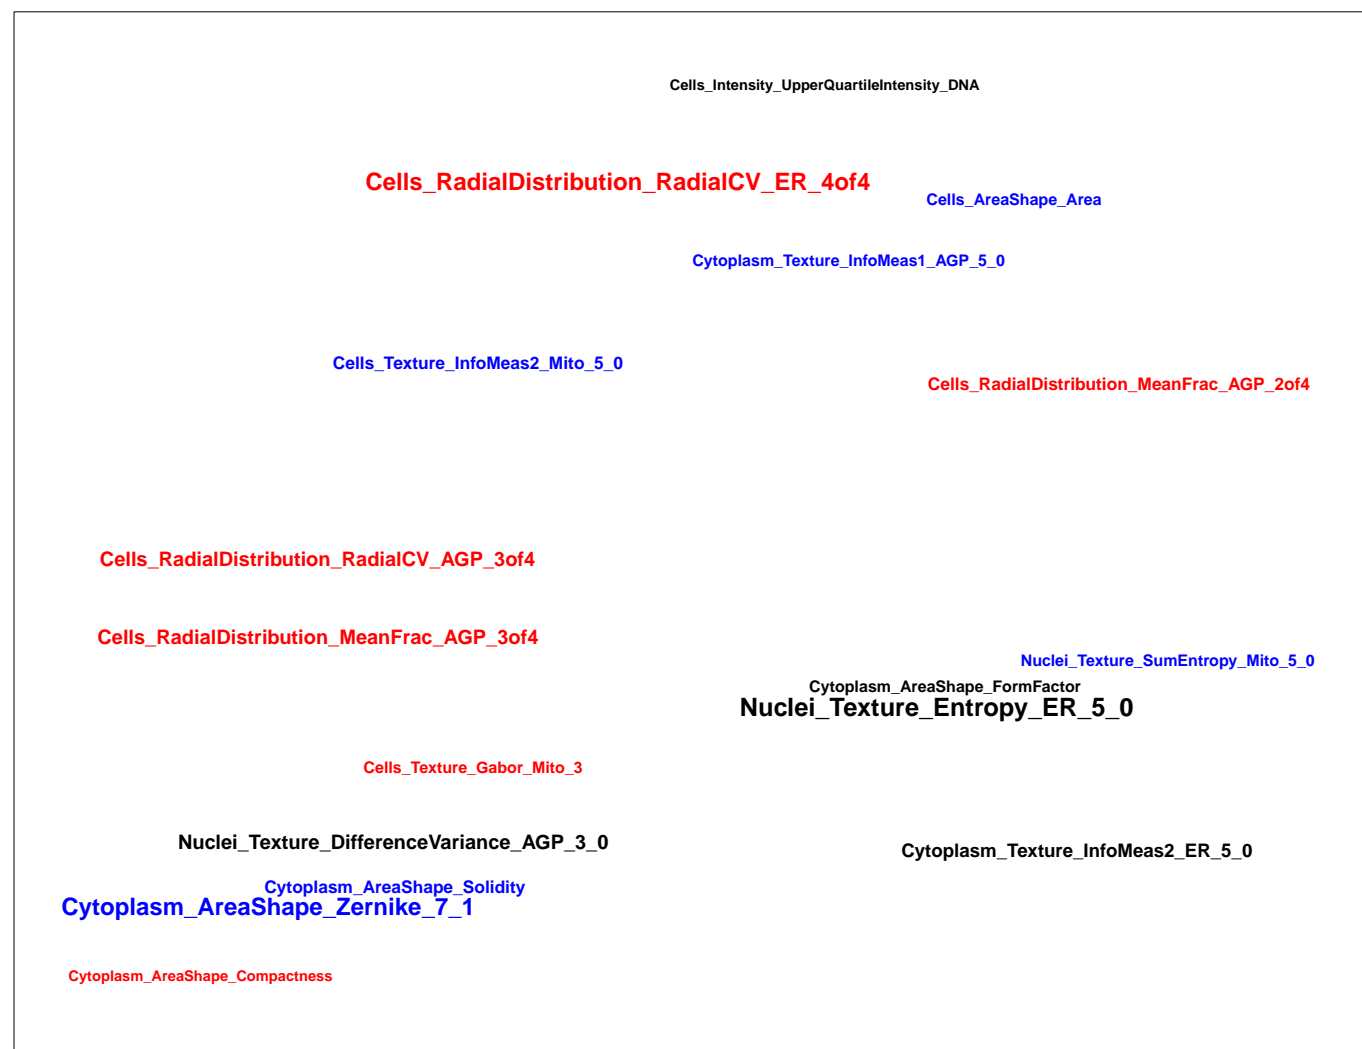 Cells_Intensity_UpperQuartileIntensity_DNA
Cells_RadialDistribution_RadialCV_ER_4of4
Cells_AreaShape_Area
Cytoplasm_Texture_InfoMeas1_AGP_5_0
Cells_Texture_InfoMeas2_Mito_5_0
Cells_RadialDistribution_MeanFrac_AGP_2of4
Cells_RadialDistribution_RadialCV_AGP_3of4
Cells_RadialDistribution_MeanFrac_AGP_3of4
Nuclei_Texture_SumEntropy_Mito_5_0
Cytoplasm_AreaShape_FormFactor
Nuclei_Texture_Entropy_ER_5_0
Cells_Texture_Gabor_Mito_3
Nuclei_Texture_DifferenceVariance_AGP_3_0
Cytoplasm_Texture_InfoMeas2_ER_5_0
Cytoplasm_AreaShape_Solidity
Cytoplasm_AreaShape_Zernike_7_1
Cytoplasm_AreaShape_Compactness